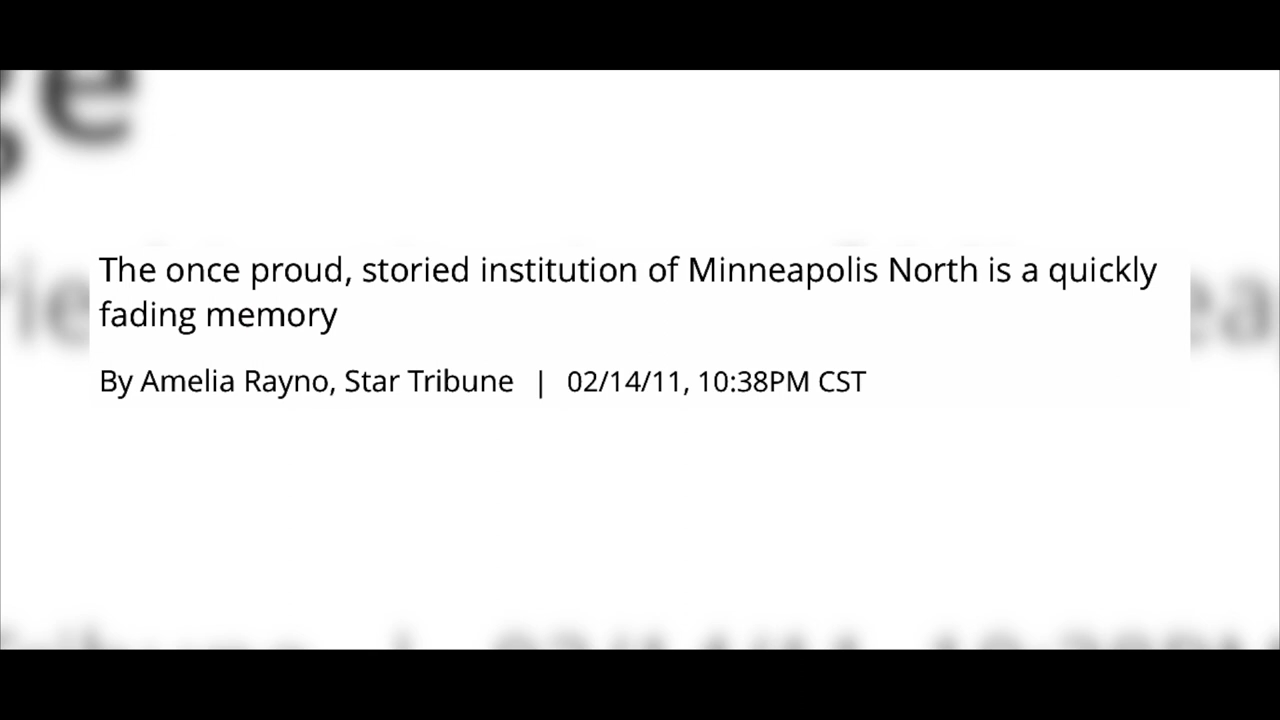 The once proud, storied institution of Minneapolis North is a quickly
fading memory
By Amelia Rayno, Star Tribune | 02/14/11, 10:38PM CST